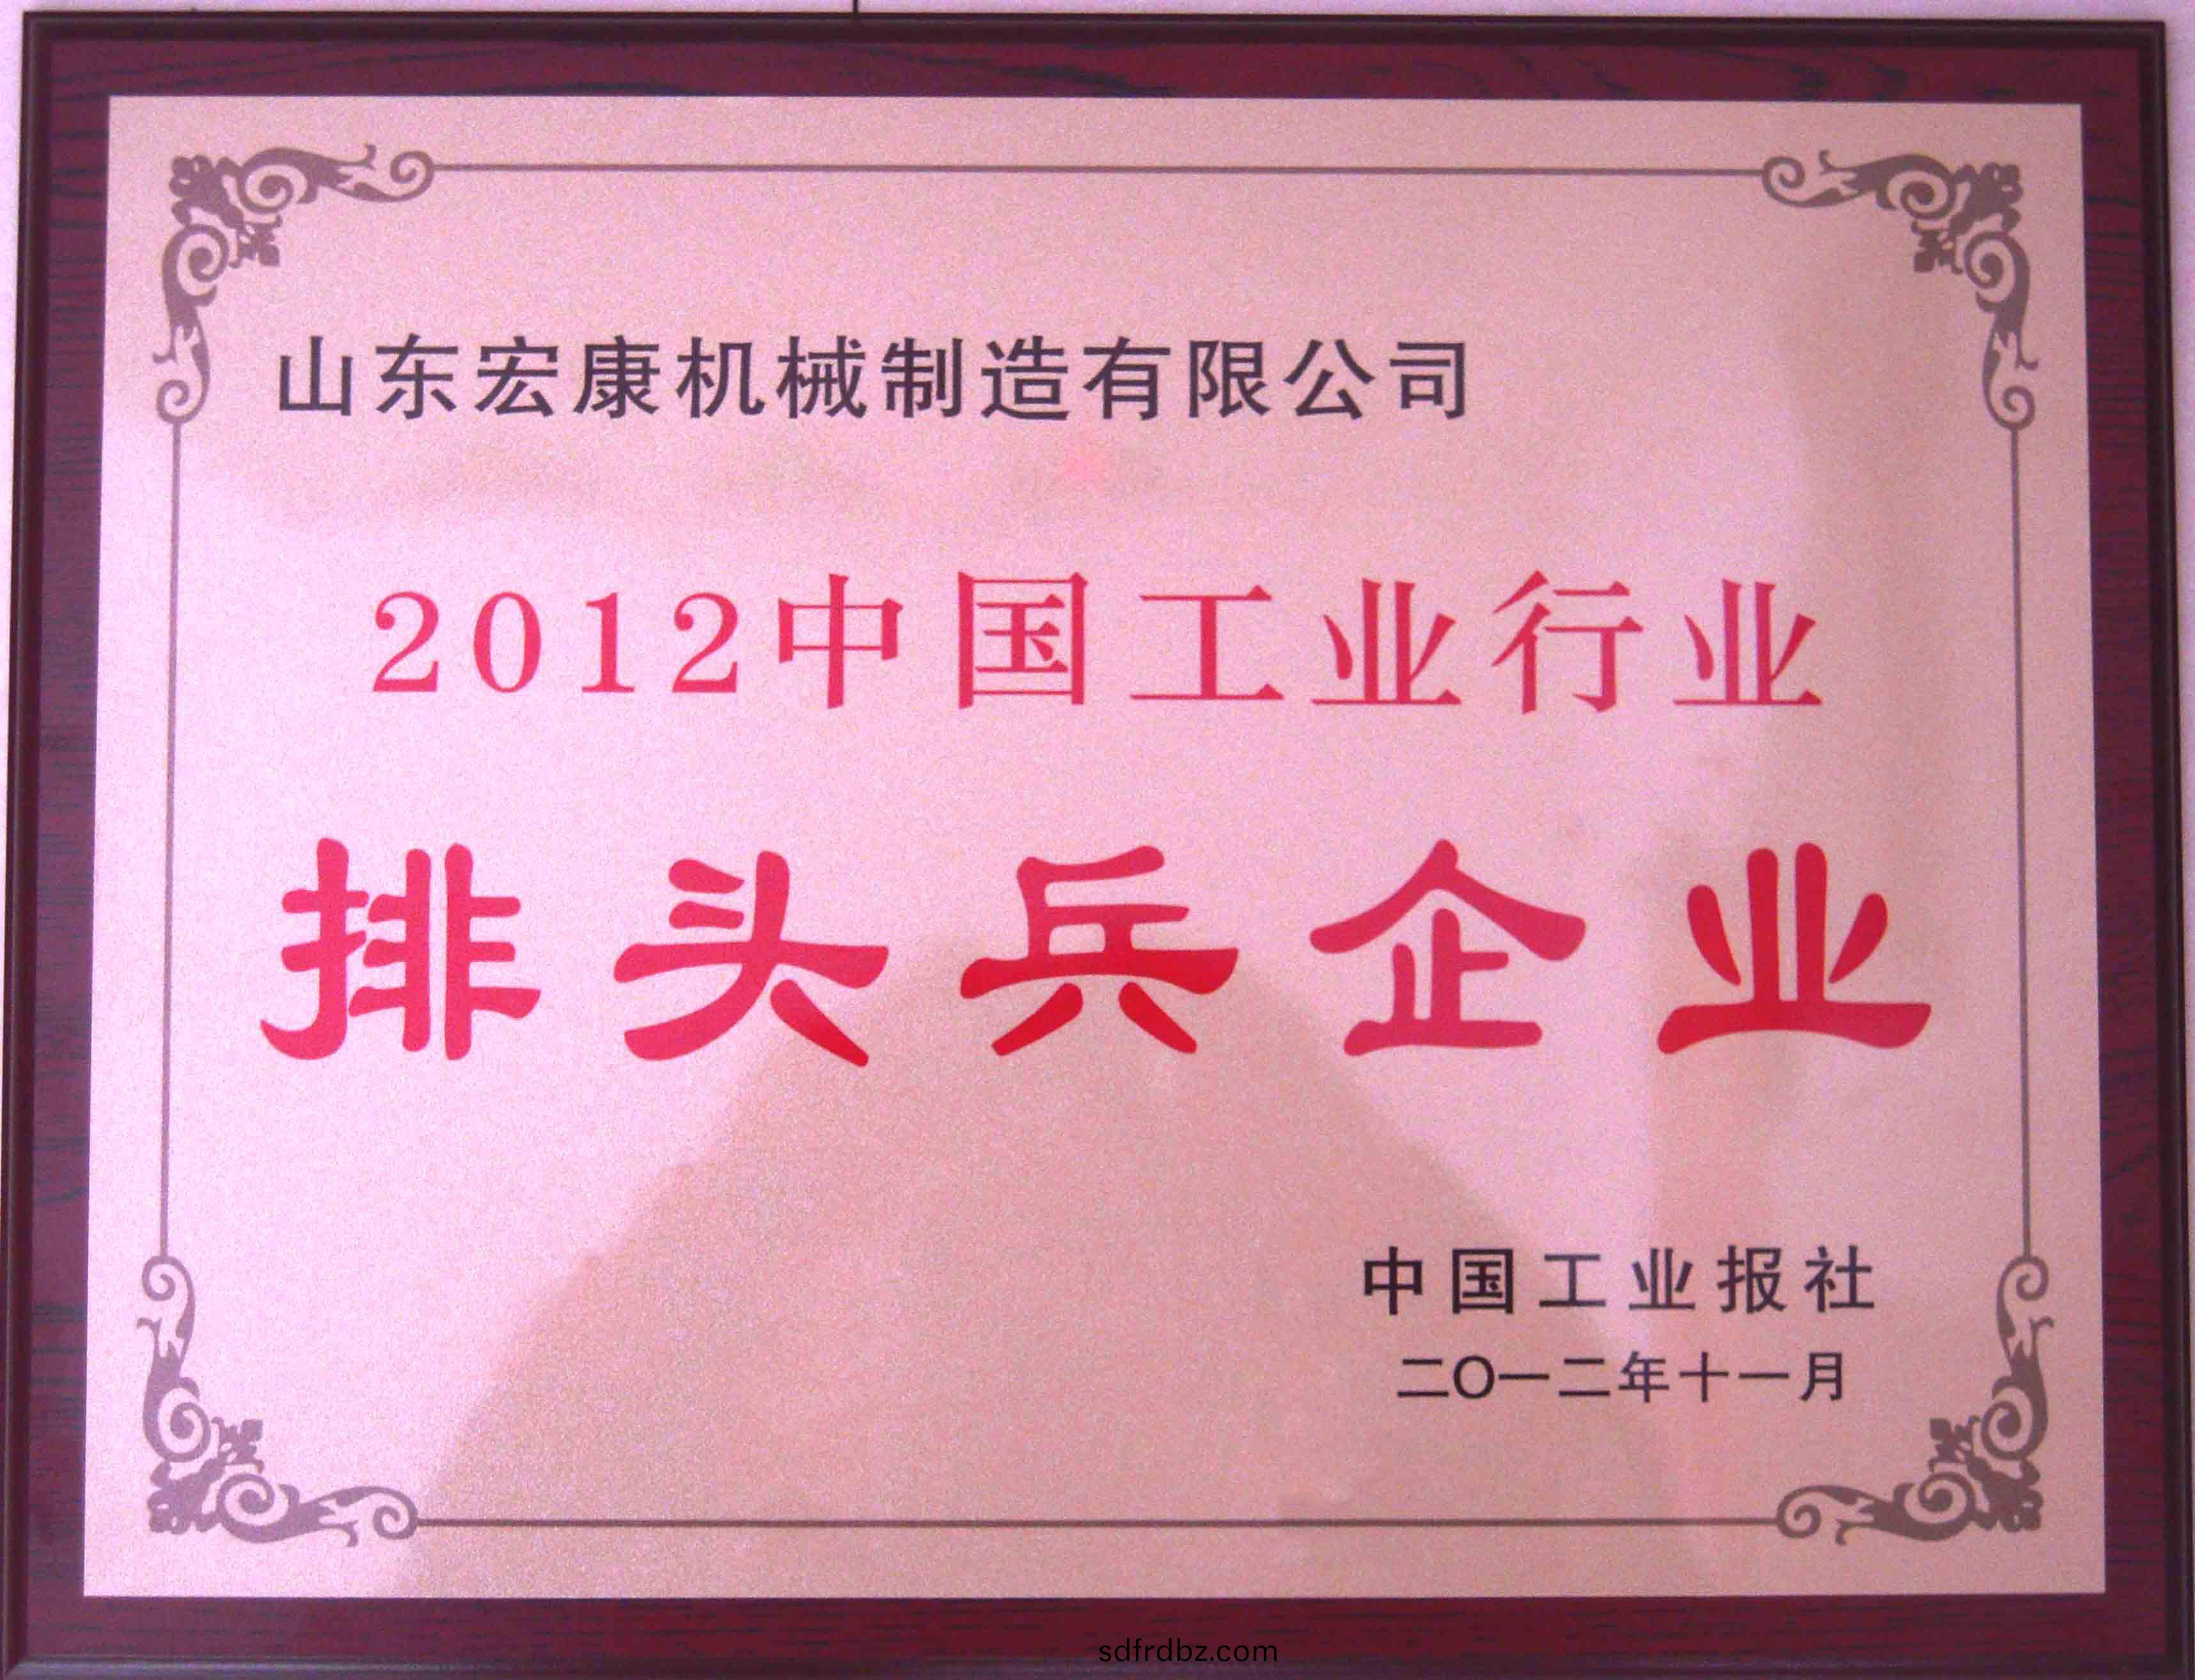 山东宏康机械制造有限公司
2012中国工业行业
排头兵企业
中国工业报社
二〇一二年十一月
sdfrdbz.com